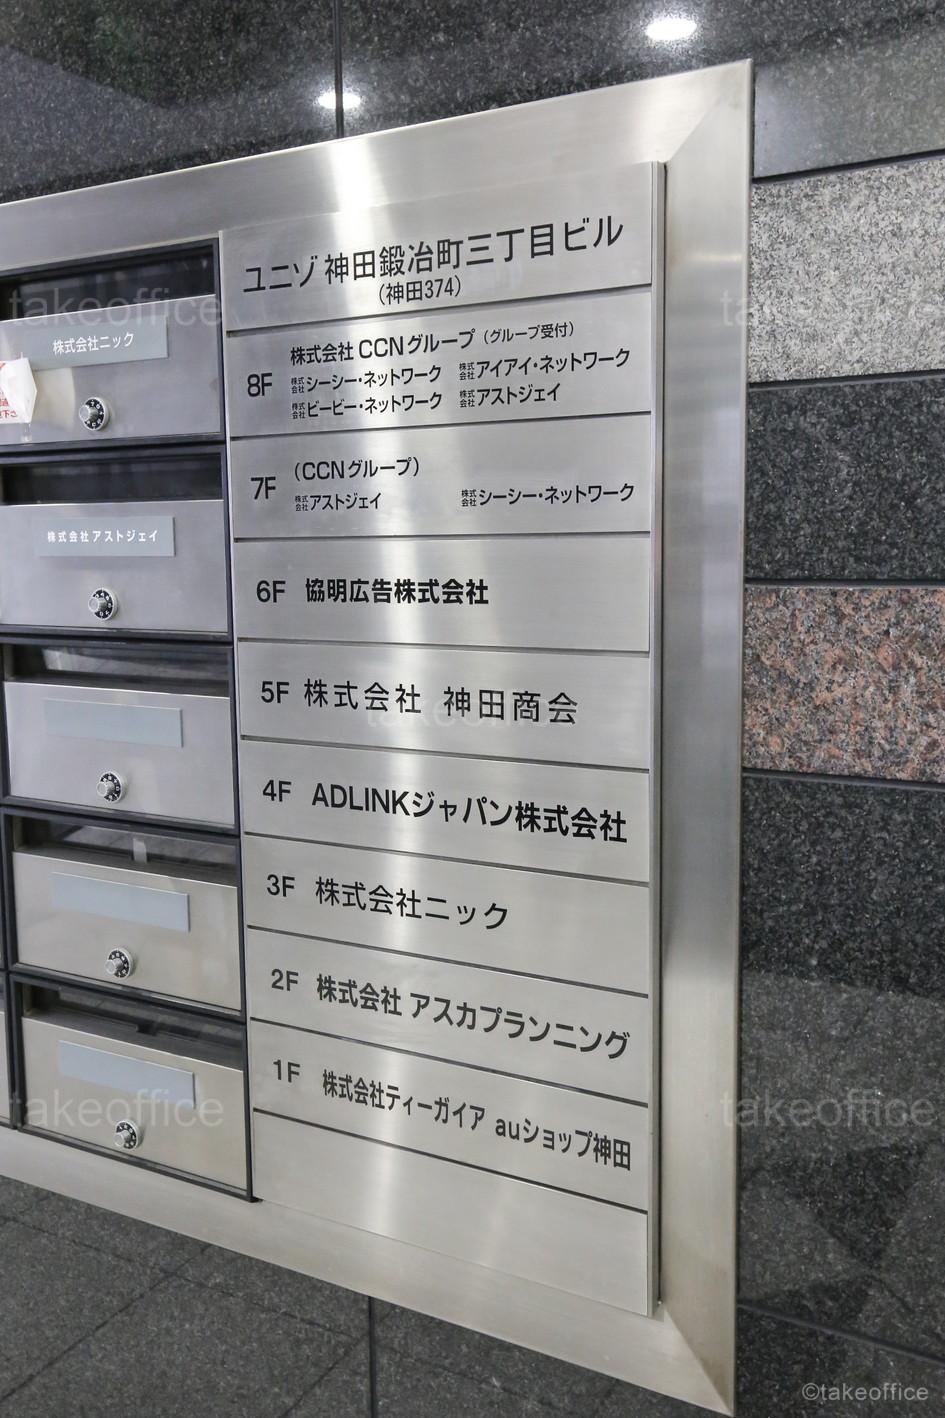 ユニゾ神田鍛冶町三丁目ビル
(神田374)
8F 株式会社 CCNグループ (グループ受付)
株式会社シーシー・ネットワーク 株式会社アイアイ・ネットワーク
株式会社ビービー・ネットワーク 株式会社アストジェイ
7F (CCNグループ)
株式会社アストジェイ 株式会社シーシー・ネットワーク
6F 協明広告株式会社
5F 株式会社 神田商会
4F ADLINKジャパン株式会社
3F 株式会社ニック
2F 株式会社 アスカプランニング
1F 株式会社ティーガイア auショップ神田
株式会社ニック
株式会社アストジェイ
takeoffice
takeoffice
takeoffice
takeoffice
takeoffice
©takeoffice